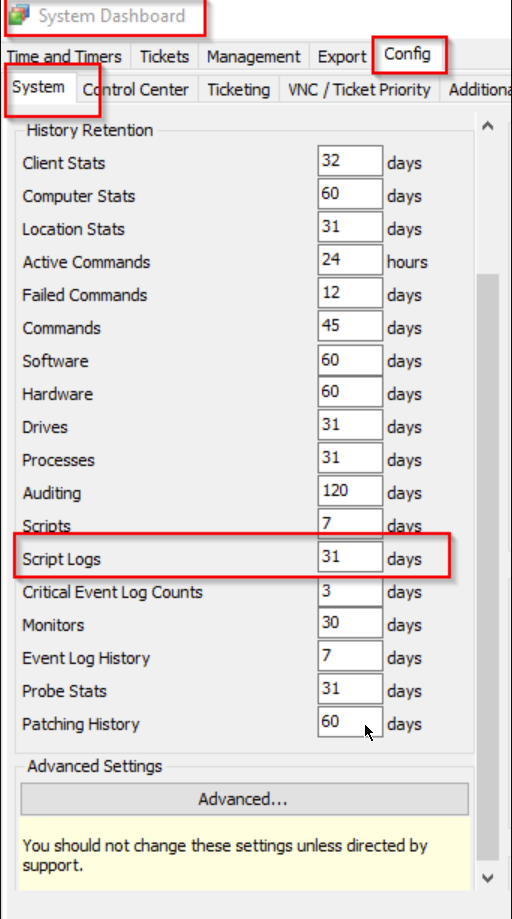 System Dashboard
Time and Timers Tickets Management Export Config
System Control Center Ticketing VNC / Ticket Priority Additiona
History Retention
Client Stats 32 days
Computer Stats 60 days
Location Stats 31 days
Active Commands 24 hours
Failed Commands 12 days
Commands 45 days
Software 60 days
Hardware 60 days
Drives 31 days
Processes 31 days
Auditing 120 days
Scripts 7 days
Script Logs 31 days
Critical Event Log Counts 3 days
Monitors 30 days
Event Log History 7 days
Probe Stats 31 days
Patching History 60 days
Advanced Settings
Advanced...
You should not change these settings unless directed by
support.